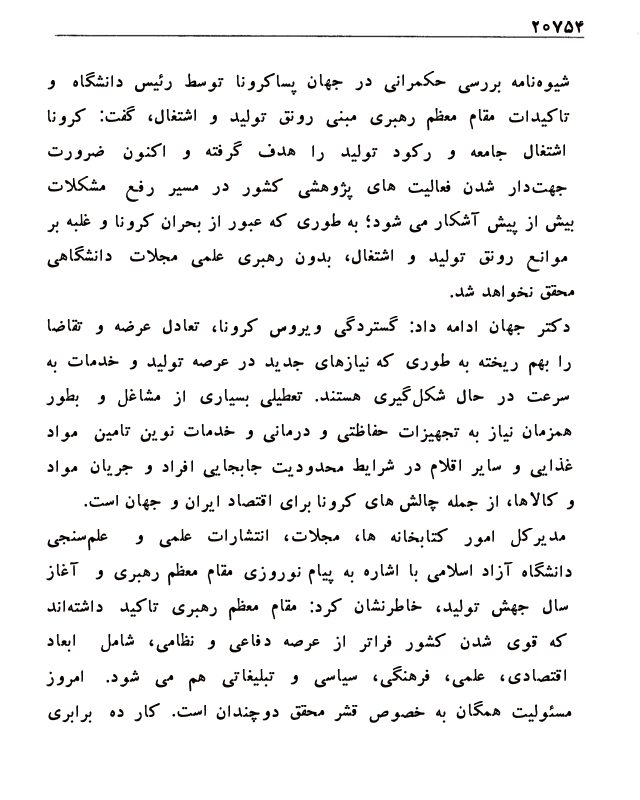 ۲۰۷۵۴
شیوه‌نامه بررسی حکمرانی در جهان پساکرونا توسط رئیس دانشگاه و
تاکیدات مقام معظم رهبری مبنی رونق تولید و اشتغال، گفت: کرونا
اشتغال جامعه و رکود تولید را هدف گرفته و اکنون ضرورت
جهت‌دار شدن فعالیت های پژوهشی کشور در مسیر رفع مشکلات
بیش از پیش آشکار می شود؛ به طوری که عبور از بحران کرونا و غلبه بر
موانع رونق تولید و اشتغال، بدون رهبری علمی مجلات دانشگاهی
محقق نخواهد شد.
دکتر جهان ادامه داد: گستردگی ویروس کرونا، تعادل عرضه و تقاضا
را بهم ریخته به طوری که نیازهای جدید در عرصه تولید و خدمات به
سرعت در حال شکل‌گیری هستند. تعطیلی بسیاری از مشاغل و بطور
همزمان نیاز به تجهیزات حفاظتی و درمانی و خدمات نوین تامین مواد
غذایی و سایر اقلام در شرایط محدودیت جابجایی افراد و جریان مواد
و کالاها، از جمله چالش های کرونا برای اقتصاد ایران و جهان است.
مدیرکل امور کتابخانه ها، مجلات، انتشارات علمی و علم‌سنجی
دانشگاه آزاد اسلامی با اشاره به پیام نوروزی مقام معظم رهبری و آغاز
سال جهش تولید، خاطرنشان کرد: مقام معظم رهبری تاکید داشته‌اند
که قوی شدن کشور فراتر از عرصه دفاعی و نظامی، شامل ابعاد
اقتصادی، علمی، فرهنگی، سیاسی و تبلیغاتی هم می شود. امروز
مسئولیت همگان به خصوص قشر محقق دوچندان است. کار ده برابری